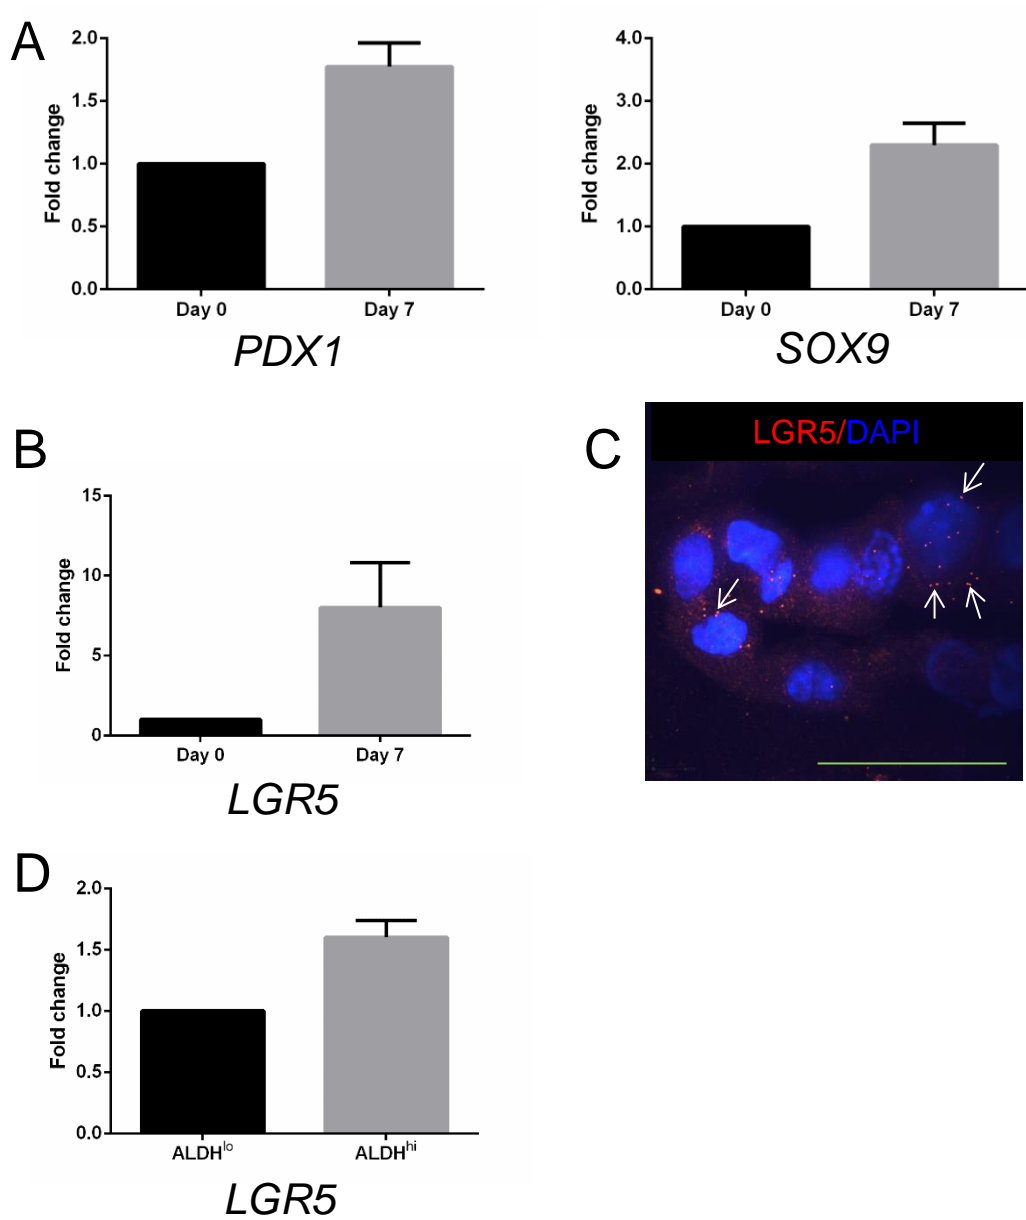 A
2.0
1.5
1.0
0.5
0.0
Fold change
Day 0
Day 7
PDX1
4.0
3.0
2.0
1.0
0.0
Fold change
Day 0
Day 7
SOX9
B
15
10
5
0
Fold change
Day 0
Day 7
LGR5
C
LGR5/DAPI
D
2.0
1.5
1.0
0.5
0.0
Fold change
ALDHlo
ALDHhi
LGR5